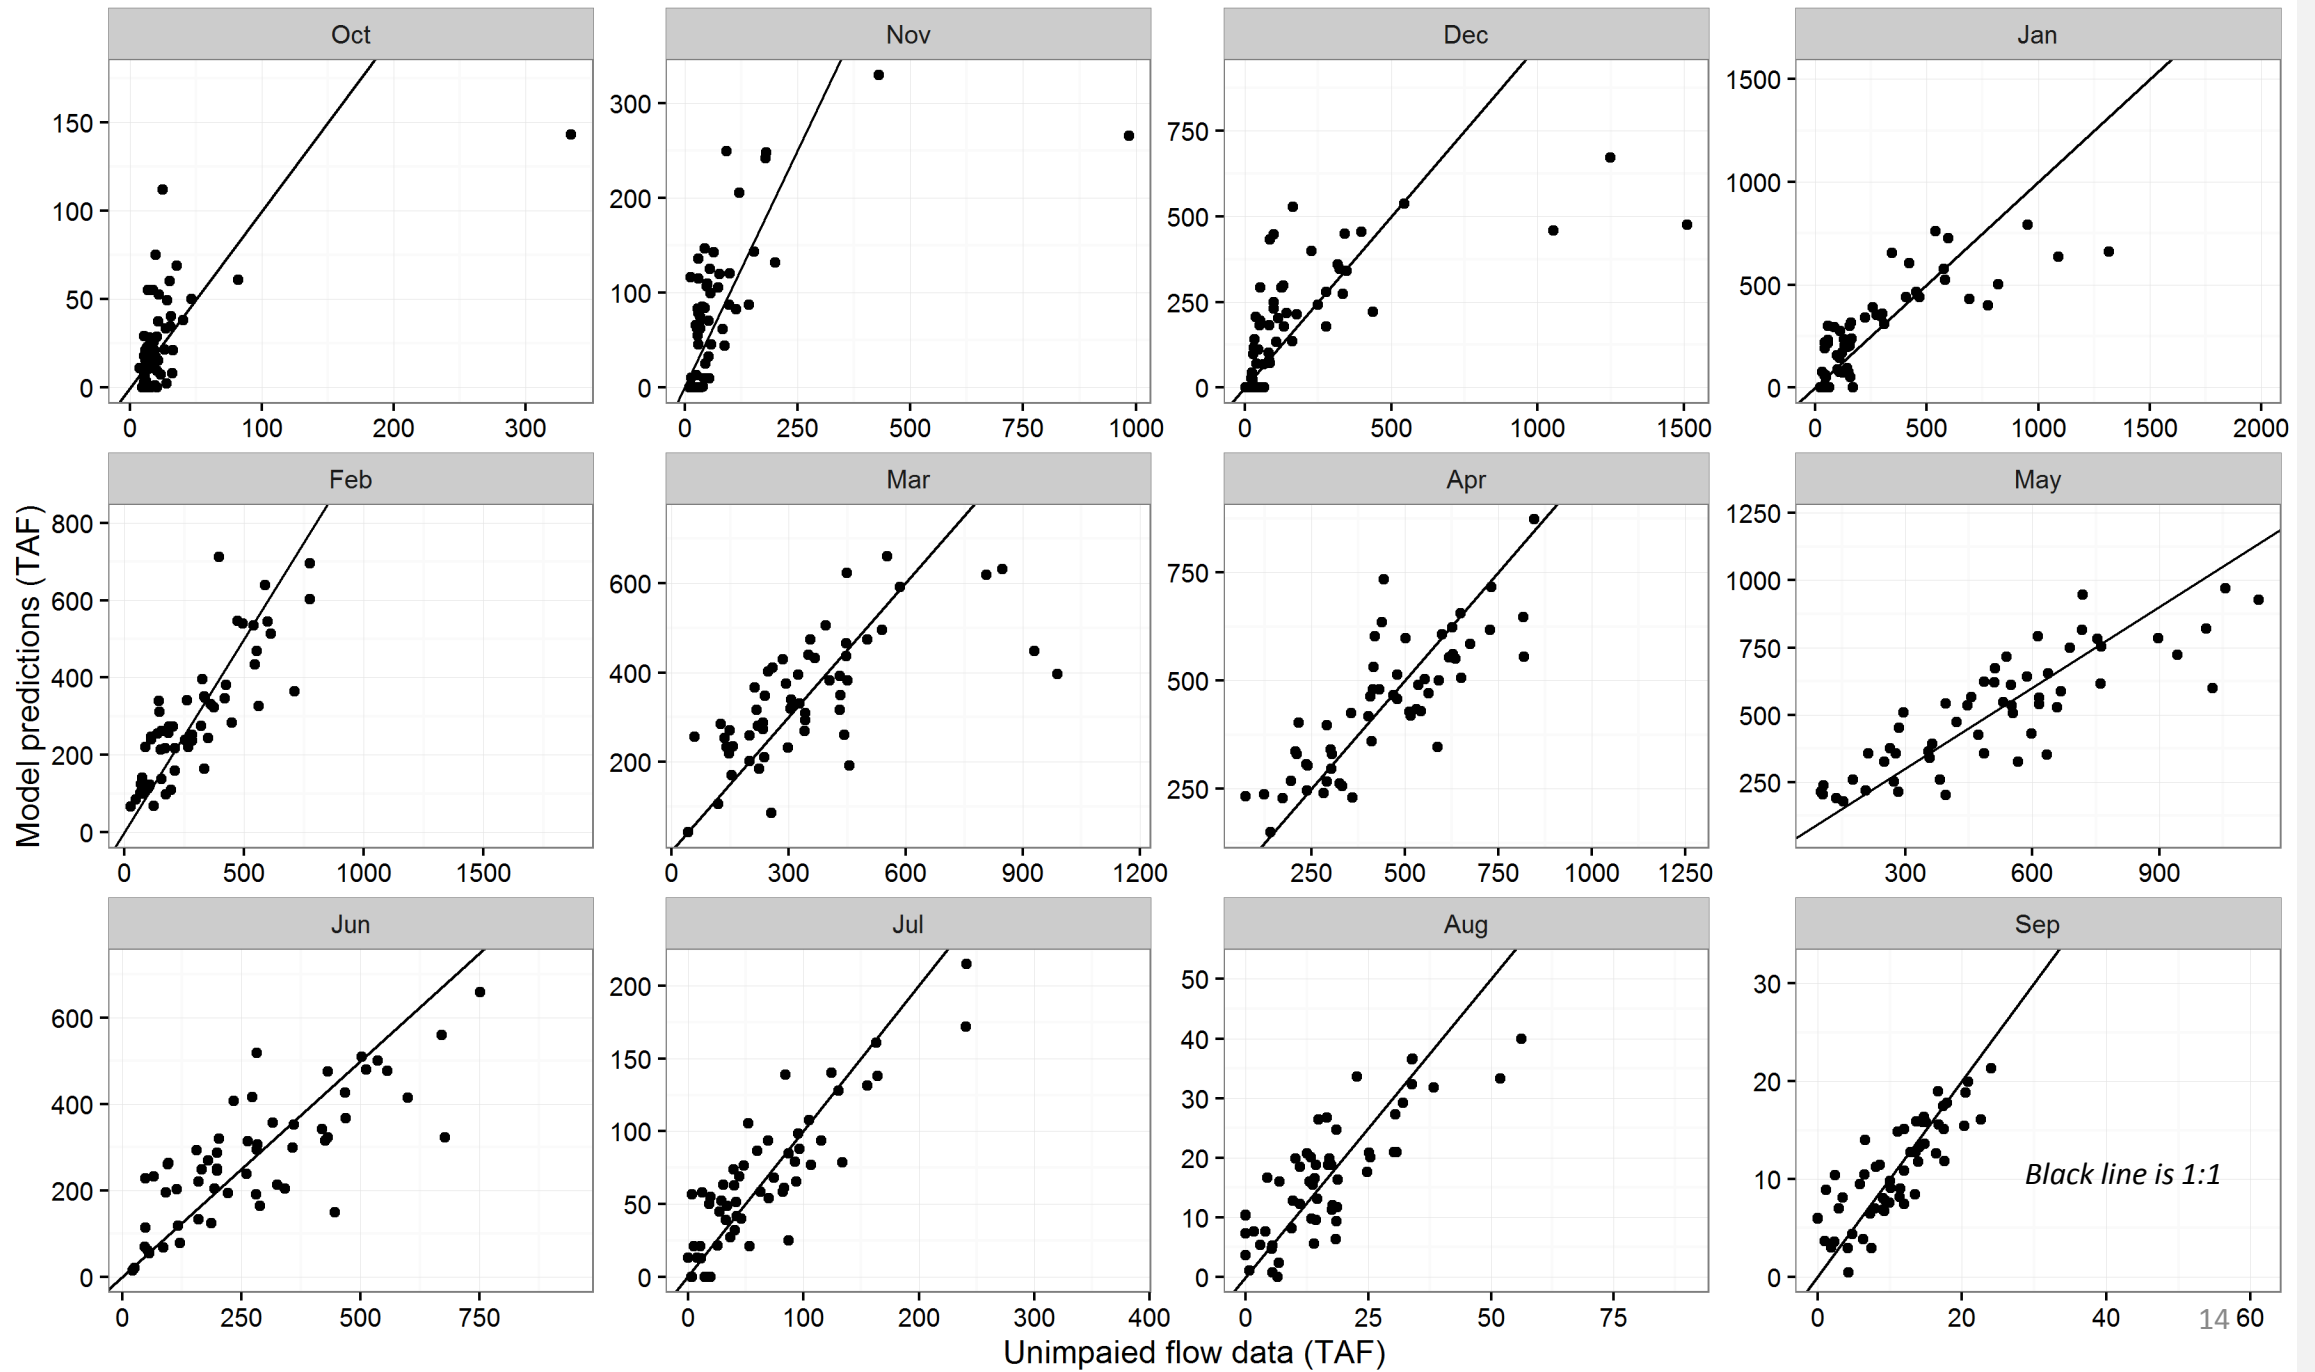 Oct Nov Dec Jan
150
100
50
0
300
200
100
0
750
500
250
0
1500
1000
500
0
0 100 200 300
0 250 500 750 1000
0 500 1000 1500
0 500 1000 1500 2000
Feb Mar Apr May
Model predictions (TAF)
800
600
400
200
0
600
400
200
750
500
250
1250
1000
750
500
250
0 500 1000 1500
0 300 600 900 1200
250 500 750 1000 1250
300 600 900
Jun Jul Aug Sep
600
400
200
0
200
150
100
50
0
50
40
30
20
10
0
30
20
10
0
Black line is 1:1
0 250 500 750
0 100 200 300 400
0 25 50 75
0 20 40 60
14
Unimpaied flow data (TAF)